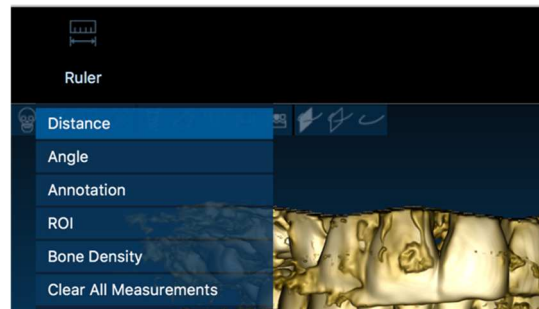 Ruler
Distance
Angle
Annotation
ROI
Bone Density
Clear All Measurements